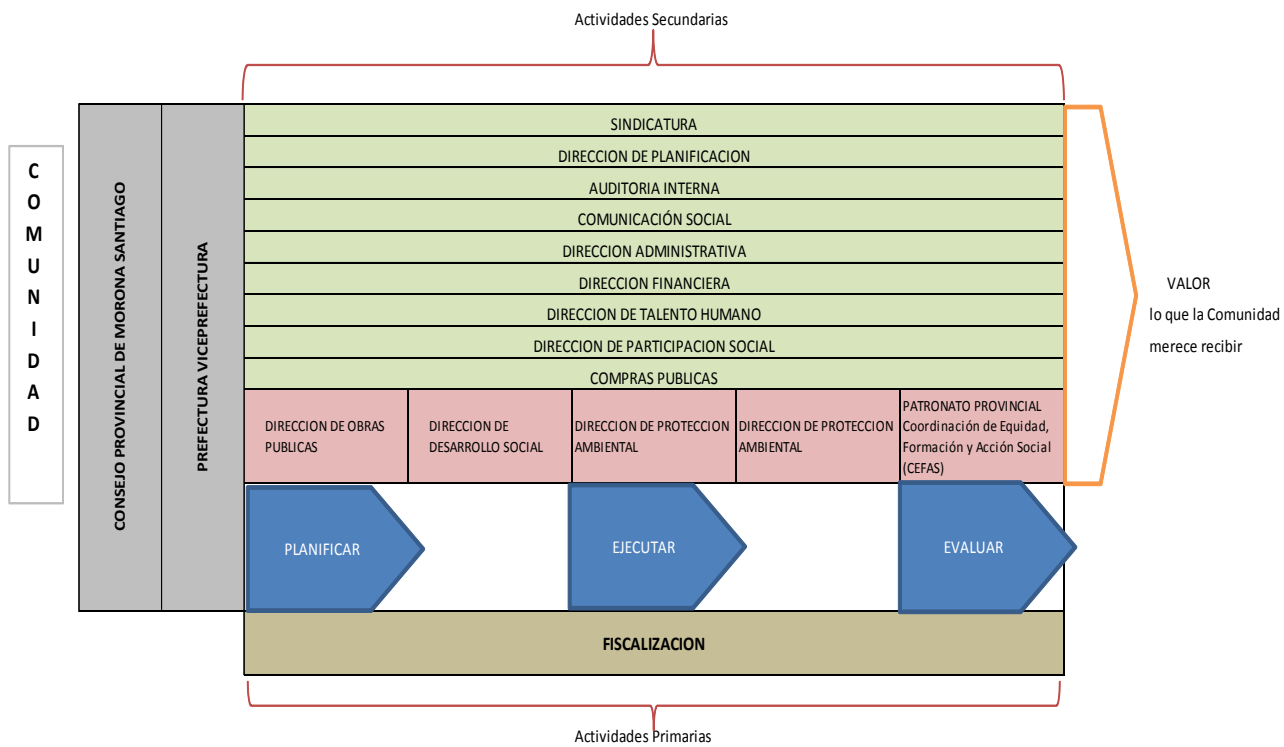 Actividades Secundarias
COMUNIDAD
CONSEJO PROVINCIAL DE MORONA SANTIAGO
PREFECTURA VICEPREFECTURA
SINDICATURA
DIRECCION DE PLANIFICACION
AUDITORIA INTERNA
COMUNICACIÓN SOCIAL
DIRECCION ADMINISTRATIVA
DIRECCION FINANCIERA
DIRECCION DE TALENTO HUMANO
DIRECCION DE PARTICIPACION SOCIAL
COMPRAS PUBLICAS
DIRECCION DE OBRAS
PUBLICAS
DIRECCION DE
DESARROLLO SOCIAL
DIRECCION DE PROTECCION
AMBIENTAL
DIRECCION DE PROTECCION
AMBIENTAL
PATRONATO PROVINCIAL
Coordinación de Equidad,
Formación y Acción Social
(CEFAS)
VALOR
lo que la Comunidad
merece recibir
PLANIFICAR
EJECUTAR
EVALUAR
FISCALIZACION
Actividades Primarias